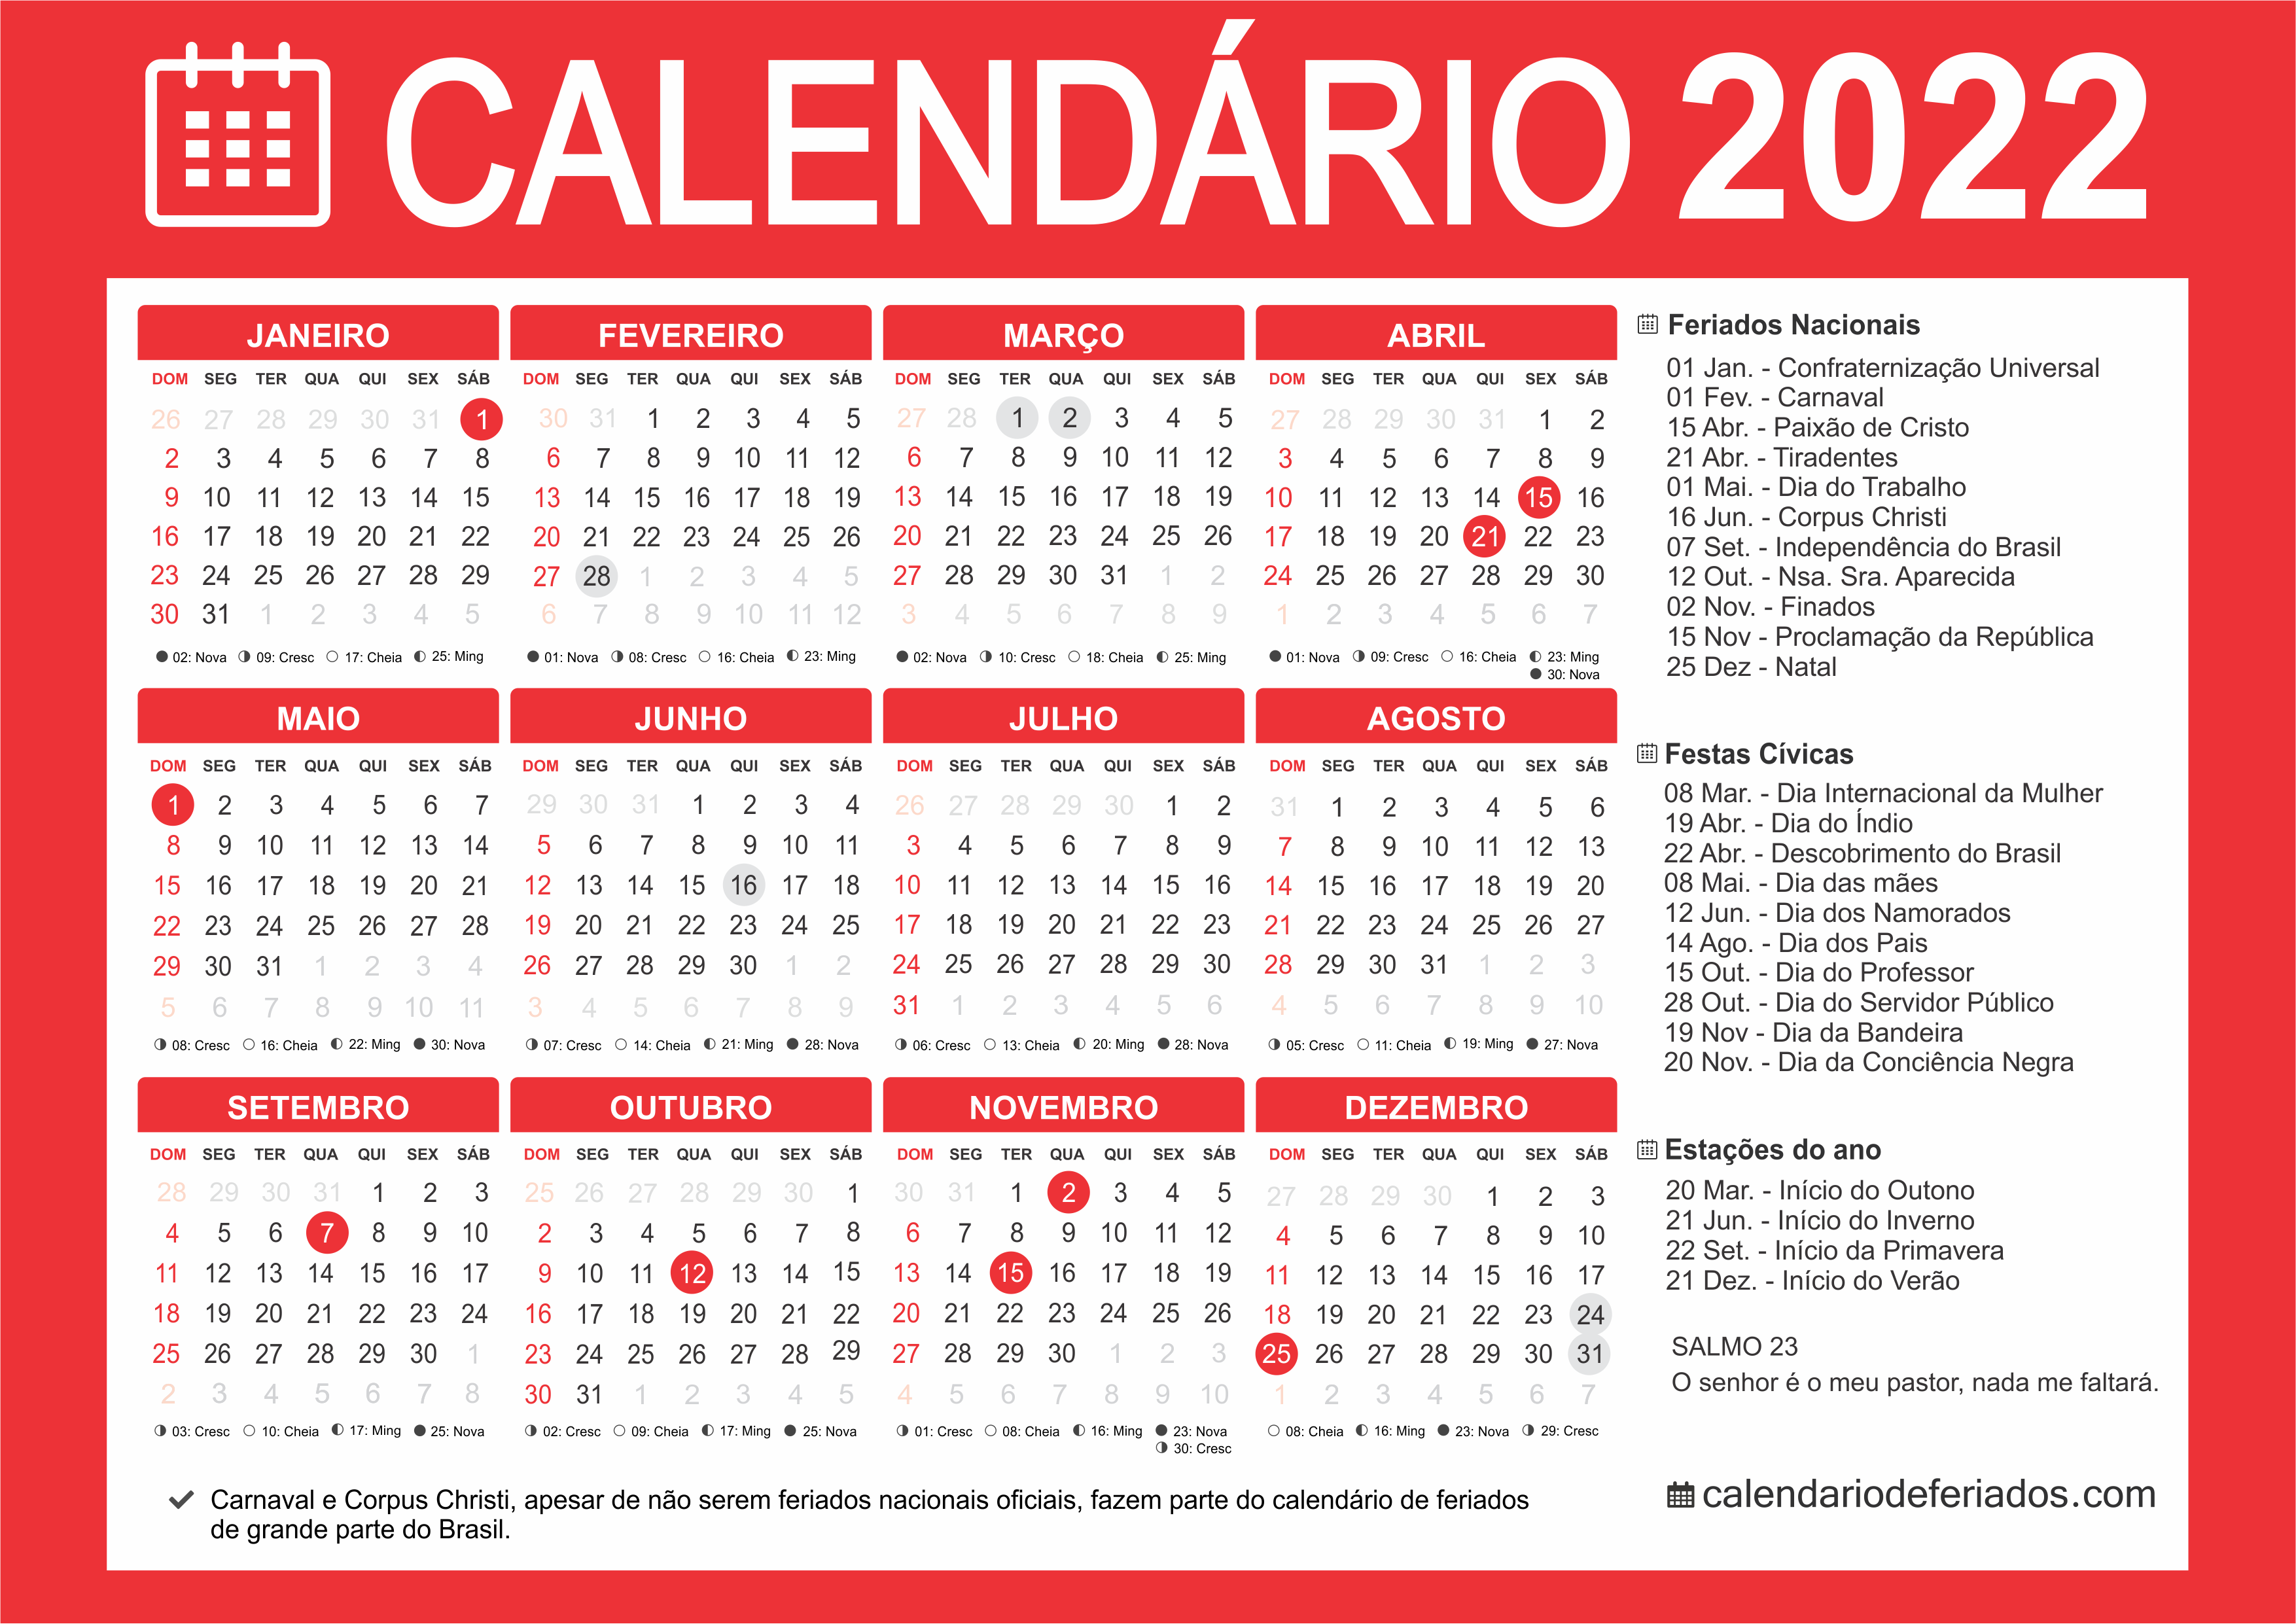 CALENDÁRIO 2022
JANEIRO
DOM SEG TER QUA QUI SEX SÁB
26 27 28 29 30 31 1
2 3 4 5 6 7 8
9 10 11 12 13 14 15
16 17 18 19 20 21 22
23 24 25 26 27 28 29
30 31 1 2 3 4 5
02: Nova 09: Cresc 17: Cheia 25: Ming
FEVEREIRO
DOM SEG TER QUA QUI SEX SÁB
30 31 1 2 3 4 5
6 7 8 9 10 11 12
13 14 15 16 17 18 19
20 21 22 23 24 25 26
27 28 1 2 3 4 5
6 7 8 9 10 11 12
01: Nova 08: Cresc 16: Cheia 23: Ming
MARÇO
DOM SEG TER QUA QUI SEX SÁB
27 28 1 2 3 4 5
6 7 8 9 10 11 12
13 14 15 16 17 18 19
20 21 22 23 24 25 26
27 28 29 30 31 1 2
3 4 5 6 7 8 9
02: Nova 10: Cresc 18: Cheia 25: Ming
ABRIL
DOM SEG TER QUA QUI SEX SÁB
27 28 29 30 31 1 2
3 4 5 6 7 8 9
10 11 12 13 14 15 16
17 18 19 20 21 22 23
24 25 26 27 28 29 30
1 2 3 4 5 6 7
01: Nova 09: Cresc 16: Cheia 23: Ming
30: Nova
MAIO
DOM SEG TER QUA QUI SEX SÁB
1 2 3 4 5 6 7
8 9 10 11 12 13 14
15 16 17 18 19 20 21
22 23 24 25 26 27 28
29 30 31 1 2 3 4
5 6 7 8 9 10 11
08: Cresc 16: Cheia 22: Ming 30: Nova
JUNHO
DOM SEG TER QUA QUI SEX SÁB
29 30 31 1 2 3 4
5 6 7 8 9 10 11
12 13 14 15 16 17 18
19 20 21 22 23 24 25
26 27 28 29 30 1 2
3 4 5 6 7 8 9
07: Cresc 14: Cheia 21: Ming 28: Nova
JULHO
DOM SEG TER QUA QUI SEX SÁB
26 27 28 29 30 1 2
3 4 5 6 7 8 9
10 11 12 13 14 15 16
17 18 19 20 21 22 23
24 25 26 27 28 29 30
31 1 2 3 4 5 6
06: Cresc 13: Cheia 20: Ming 28: Nova
AGOSTO
DOM SEG TER QUA QUI SEX SÁB
31 1 2 3 4 5 6
7 8 9 10 11 12 13
14 15 16 17 18 19 20
21 22 23 24 25 26 27
28 29 30 31 1 2 3
4 5 6 7 8 9 10
05: Cresc 11: Cheia 19: Ming 27: Nova
SETEMBRO
DOM SEG TER QUA QUI SEX SÁB
28 29 30 31 1 2 3
4 5 6 7 8 9 10
11 12 13 14 15 16 17
18 19 20 21 22 23 24
25 26 27 28 29 30 1
2 3 4 5 6 7 8
03: Cresc 10: Cheia 17: Ming 25: Nova
OUTUBRO
DOM SEG TER QUA QUI SEX SÁB
25 26 27 28 29 30 1
2 3 4 5 6 7 8
9 10 11 12 13 14 15
16 17 18 19 20 21 22
23 24 25 26 27 28 29
30 31 1 2 3 4 5
02: Cresc 09: Cheia 17: Ming 25: Nova
NOVEMBRO
DOM SEG TER QUA QUI SEX SÁB
30 31 1 2 3 4 5
6 7 8 9 10 11 12
13 14 15 16 17 18 19
20 21 22 23 24 25 26
27 28 29 30 1 2 3
4 5 6 7 8 9 10
01: Cresc 08: Cheia 16: Ming 23: Nova
30: Cresc
DEZEMBRO
DOM SEG TER QUA QUI SEX SÁB
27 28 29 30 1 2 3
4 5 6 7 8 9 10
11 12 13 14 15 16 17
18 19 20 21 22 23 24
25 26 27 28 29 30 31
1 2 3 4 5 6 7
08: Cheia 16: Ming 23: Nova 29: Cresc
Feriados Nacionais
01 Jan. - Confraternização Universal
01 Fev. - Carnaval
15 Abr. - Paixão de Cristo
21 Abr. - Tiradentes
01 Mai. - Dia do Trabalho
16 Jun. - Corpus Christi
07 Set. - Independência do Brasil
12 Out. - Nsa. Sra. Aparecida
02 Nov. - Finados
15 Nov - Proclamação da República
25 Dez - Natal
Festas Cívicas
08 Mar. - Dia Internacional da Mulher
19 Abr. - Dia do Índio
22 Abr. - Descobrimento do Brasil
08 Mai. - Dia das mães
12 Jun. - Dia dos Namorados
14 Ago. - Dia dos Pais
15 Out. - Dia do Professor
28 Out. - Dia do Servidor Público
19 Nov - Dia da Bandeira
20 Nov. - Dia da Conciência Negra
Estações do ano
20 Mar. - Início do Outono
21 Jun. - Início do Inverno
22 Set. - Início da Primavera
21 Dez. - Início do Verão
SALMO 23
O senhor é o meu pastor, nada me faltará.
Carnaval e Corpus Christi, apesar de não serem feriados nacionais oficiais, fazem parte do calendário de feriados
de grande parte do Brasil.
calendariodeferiados.com